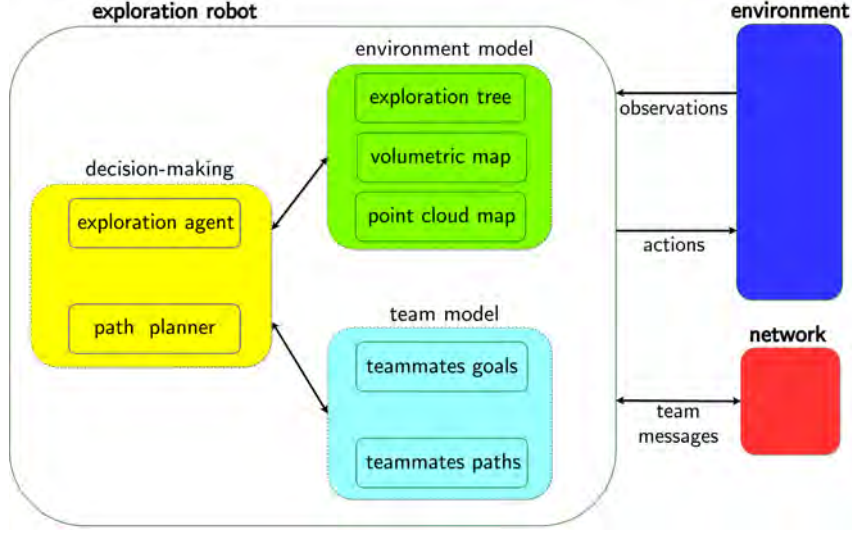 exploration robot
environment
environment model
exploration tree
volumetric map
point cloud map
observations
decision-making
exploration agent
path planner
actions
team model
teammates goals
teammates paths
network
team
messages